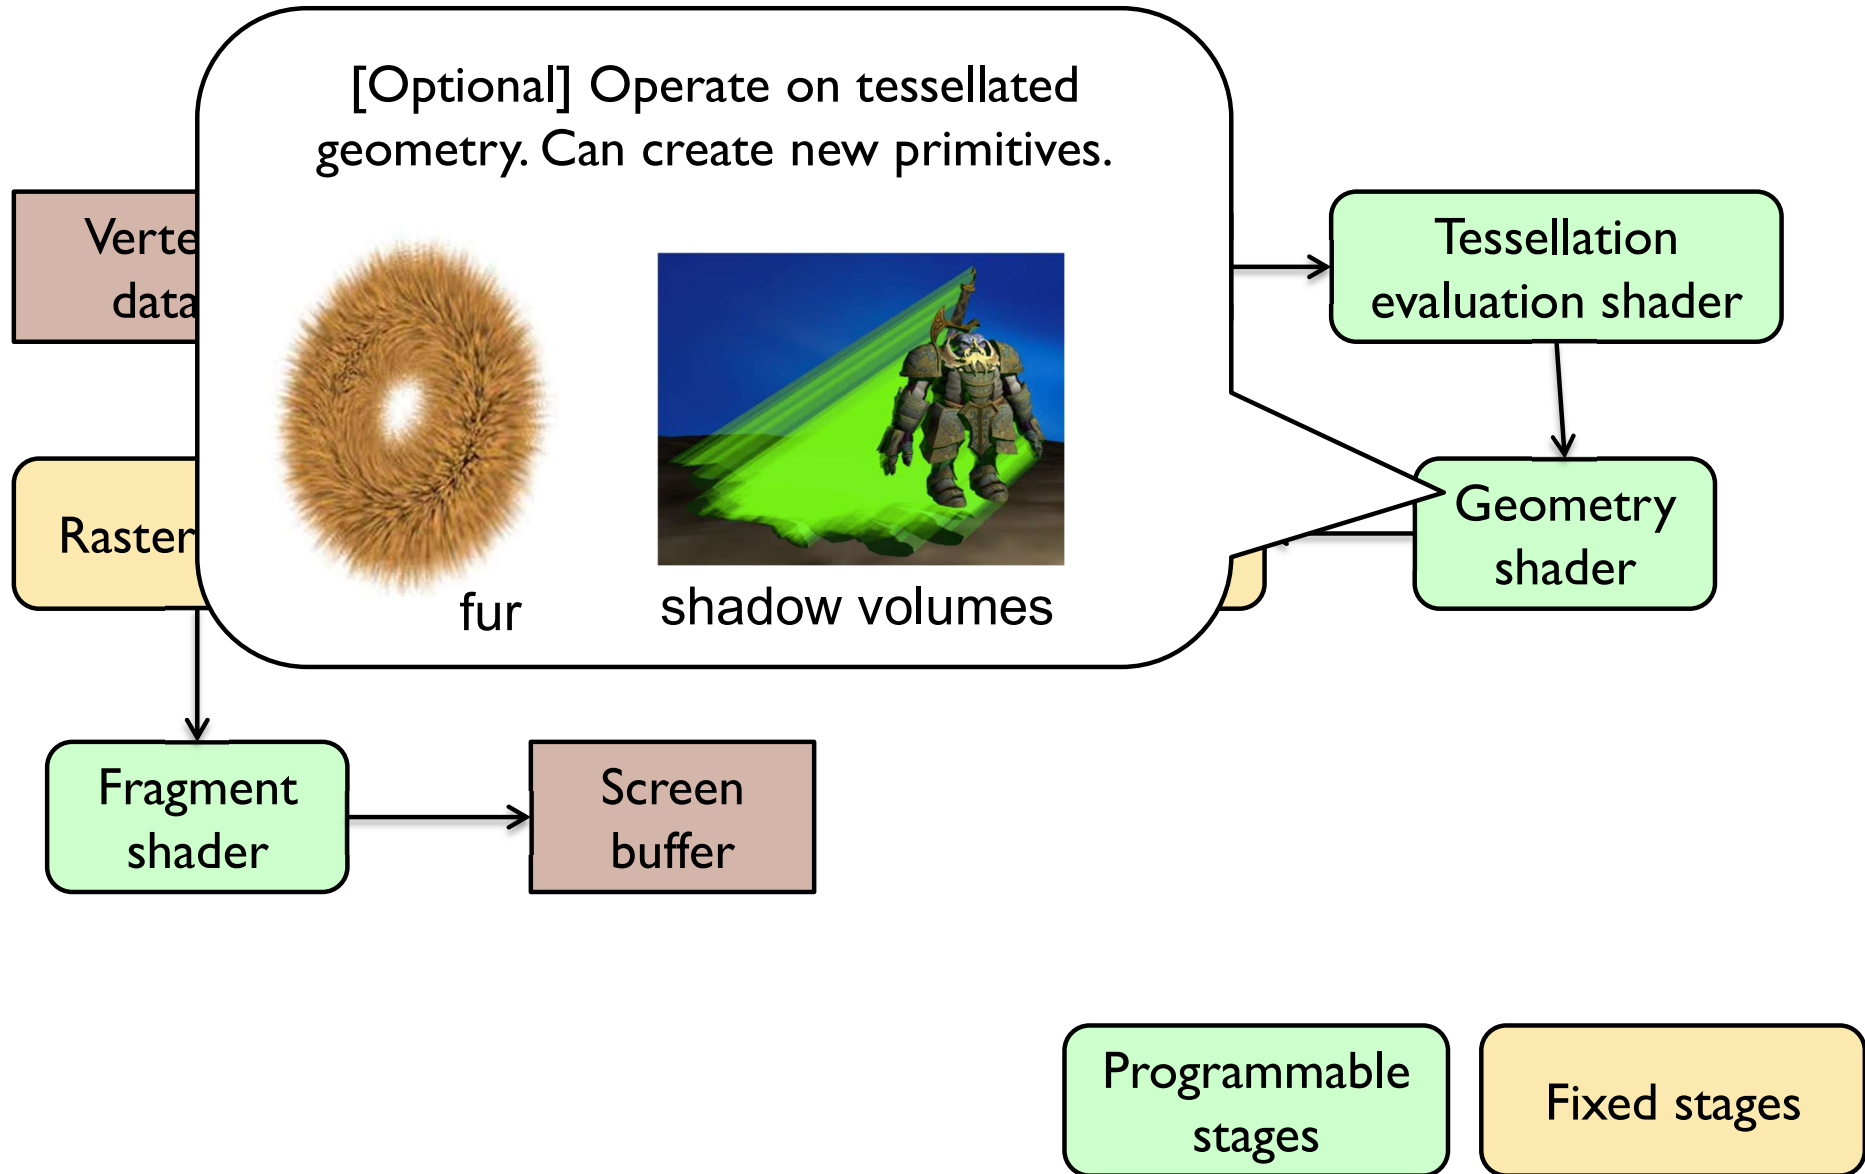 [Optional] Operate on tessellated
geometry. Can create new primitives.
Verte
data
Tessellation
evaluation shader
Raster
Geometry
shader
fur
shadow volumes
Fragment
shader
Screen
buffer
Programmable
stages
Fixed stages